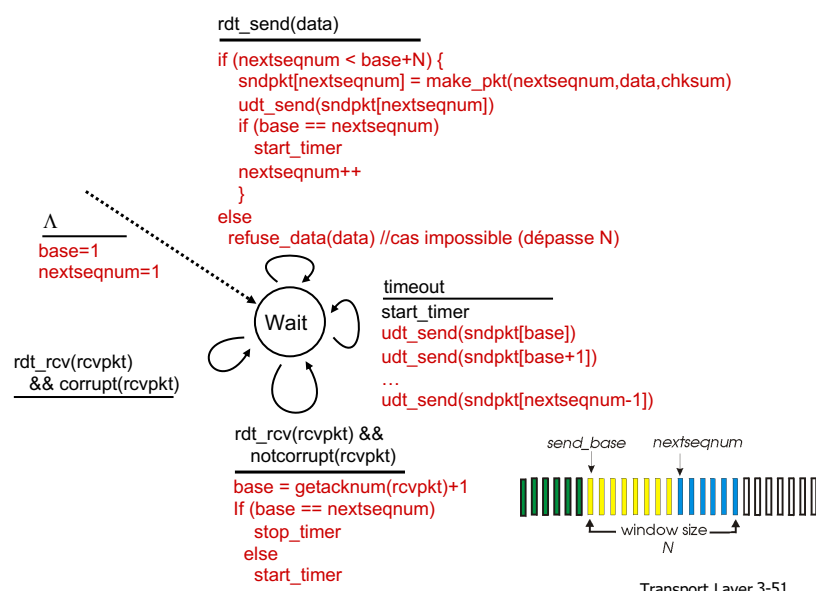 rdt_send(data)
if (nextseqnum < base+N) {
sndpkt[nextseqnum] = make_pkt(nextseqnum,data,chksum)
udt_send(sndpkt[nextseqnum])
if (base == nextseqnum)
start_timer
nextseqnum++
}
else
refuse_data(data) //cas impossible (dépasse N)
Λ
base=1
nextseqnum=1
Wait
timeout
start_timer
udt_send(sndpkt[base])
udt_send(sndpkt[base+1])
…
udt_send(sndpkt[nextseqnum-1])
rdt_rcv(rcvpkt)
&& corrupt(rcvpkt)
rdt_rcv(rcvpkt) &&
notcorrupt(rcvpkt)
base = getacknum(rcvpkt)+1
If (base == nextseqnum)
stop_timer
else
start_timer
send_base nextseqnum
window size
N
Transport Layer 3-51